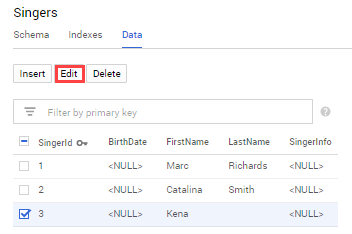 Singers
Schema Indexes Data
Insert Edit Delete
Filter by primary key
SingerId BirthDate FirstName LastName SingerInfo
1 <NULL> Marc Richards <NULL>
2 <NULL> Catalina Smith <NULL>
3 <NULL> Kena <NULL>